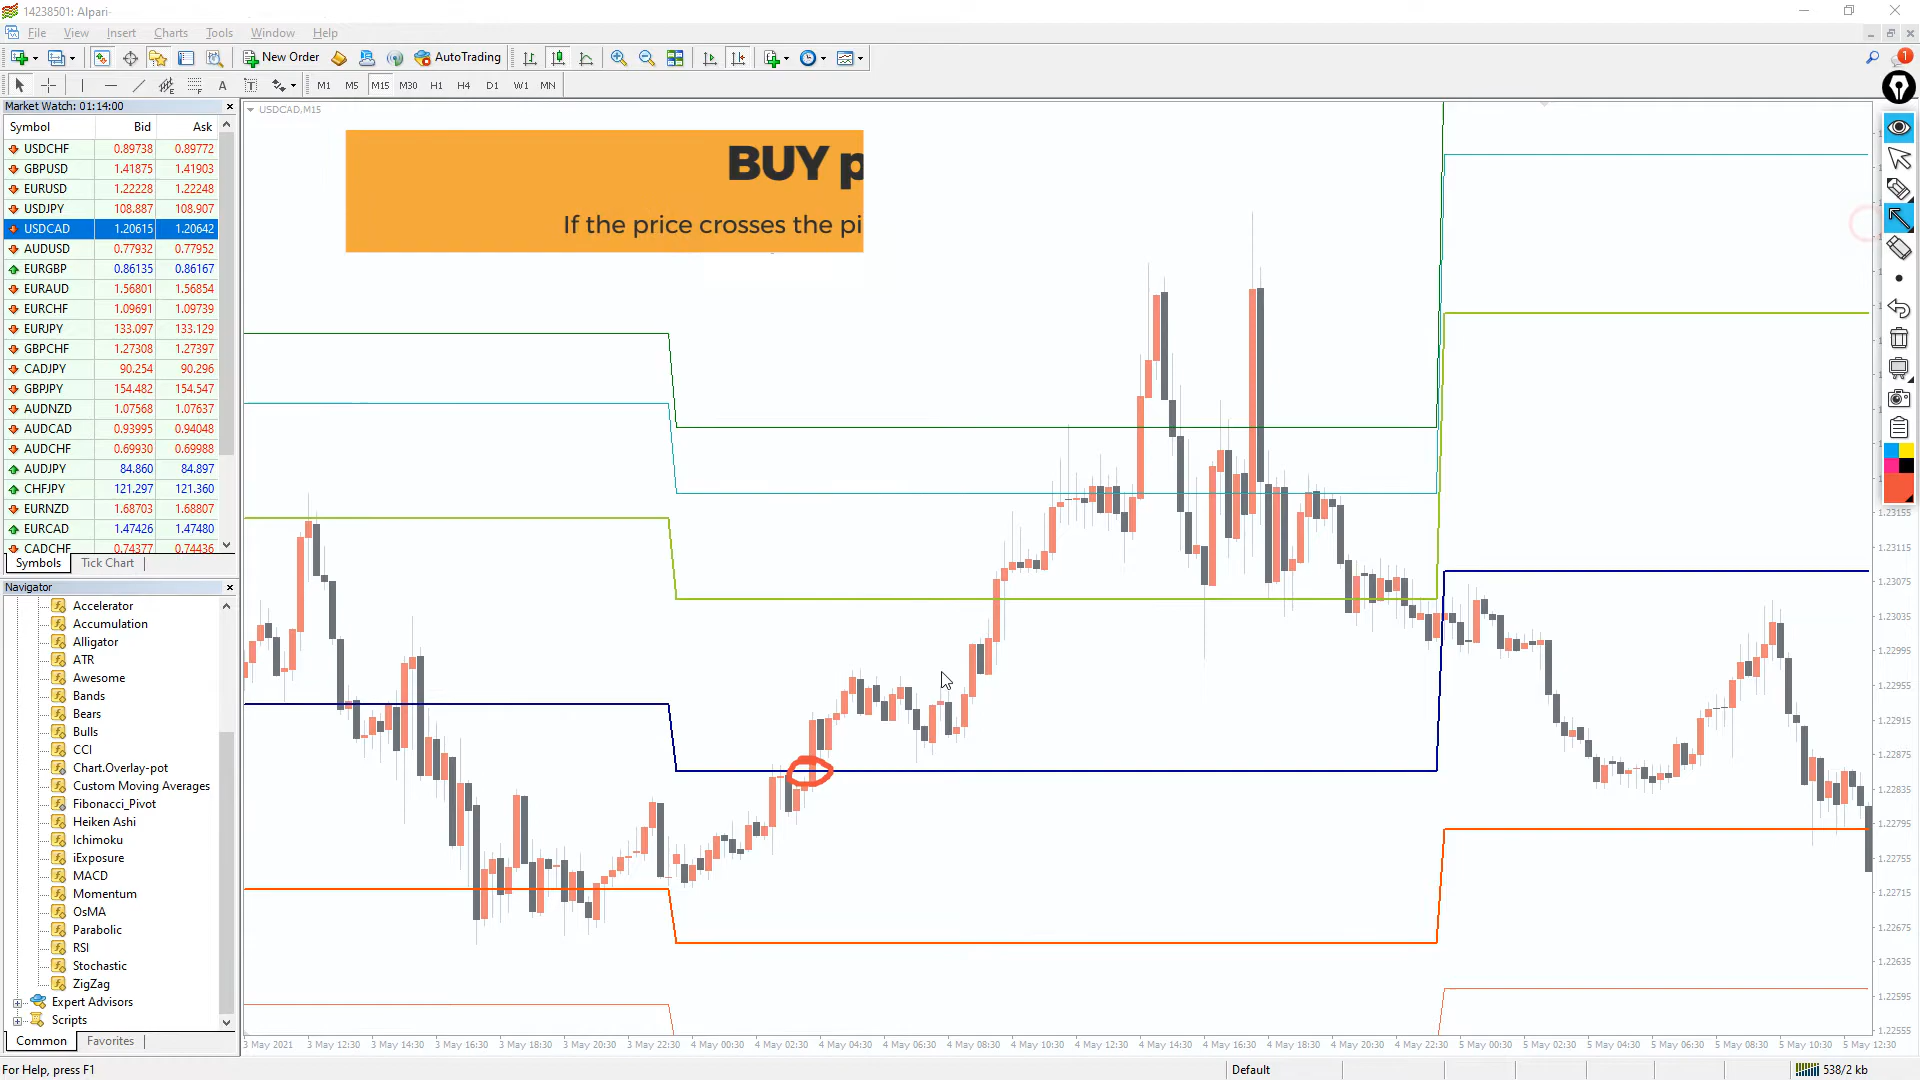 14238501: Alpari-
File View Insert Charts Tools Window Help
New Order AutoTrading
A T M1 M5 M15 M30 H1 H4 D1 W1 MN
1
Market Watch: 01:14:00
Symbol Bid Ask
USDCHF 0.89738 0.89772
GBPUSD 1.41875 1.41903
EURUSD 1.22228 1.22248
USDJPY 108.887 108.907
USDCAD 1.20615 1.20642
AUDUSD 0.77932 0.77952
EURGBP 0.86135 0.86167
EURAUD 1.56801 1.56854
EURCHF 1.09691 1.09739
EURJPY 133.097 133.129
GBPCHF 1.27308 1.27397
CADJPY 90.254 90.296
GBPJPY 154.482 154.547
AUDNZD 1.07568 1.07637
AUDCAD 0.93995 0.94048
AUDCHF 0.69930 0.69988
AUDJPY 84.860 84.897
CHFJPY 121.297 121.360
EURNZD 1.68703 1.68807
EURCAD 1.47426 1.47480
CADCHF 0.74377 0.74436
Symbols Tick Chart
Navigator
Accelerator
Accumulation
Alligator
ATR
Awesome
Bands
Bears
Bulls
CCI
Chart.Overlay-pot
Custom Moving Averages
Fibonacci_Pivot
Heiken Ashi
Ichimoku
iExposure
MACD
Momentum
OsMA
Parabolic
RSI
Stochastic
ZigZag
Expert Advisors
Scripts
Common Favorites
USDCAD,M15
BUY p
If the price crosses the pi
1.23155
1.23115
1.23075
1.23035
1.22995
1.22955
1.22915
1.22875
1.22835
1.22795
1.22755
1.22715
1.22675
1.22635
1.22595
1.22555
3 May 2021 3 May 12:30 3 May 14:30 3 May 16:30 3 May 18:30 3 May 20:30 3 May 22:30 4 May 00:30 4 May 02:30 4 May 04:30 4 May 06:30 4 May 08:30 4 May 10:30 4 May 12:30 4 May 14:30 4 May 16:30 4 May 18:30 4 May 20:30 4 May 22:30 5 May 00:30 5 May 02:30 5 May 04:30 5 May 06:30 5 May 08:30 5 May 10:30 5 May 12:30
For Help, press F1 Default 538/2 kb